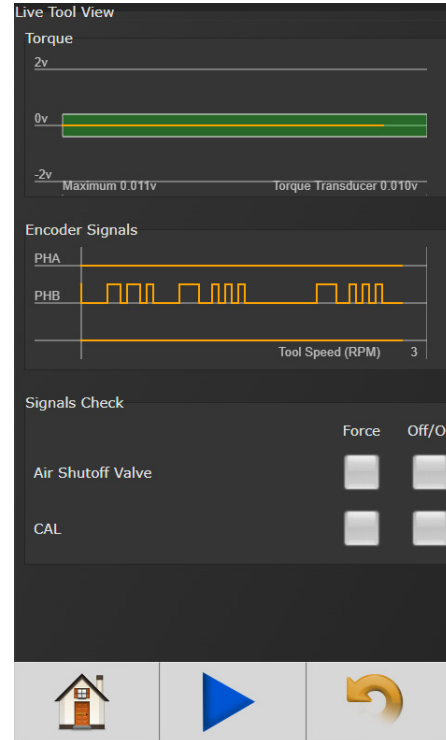 Live Tool View
Torque
2v
0v
-2v
Maximum 0.011v Torque Transducer 0.010v
Encoder Signals
PHA
PHB
Tool Speed (RPM) 3
Signals Check
Force Off/O
Air Shutoff Valve
CAL